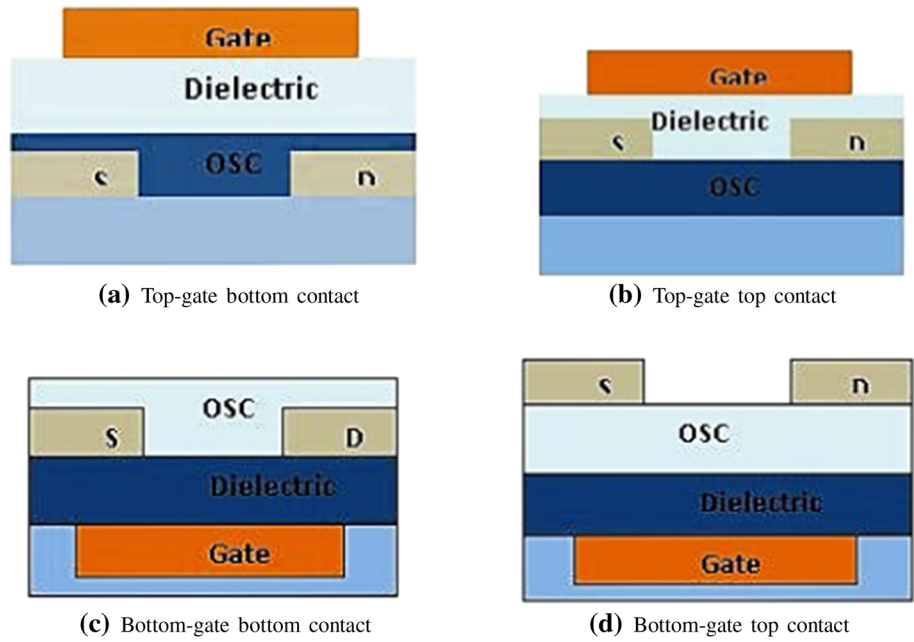 Gate
Dielectric
OSC
S D
(a) Top-gate bottom contact
Gate
Dielectric
S D
OSC
(b) Top-gate top contact
OSC
S D
Dielectric
Gate
(c) Bottom-gate bottom contact
S D
OSC
Dielectric
Gate
(d) Bottom-gate top contact